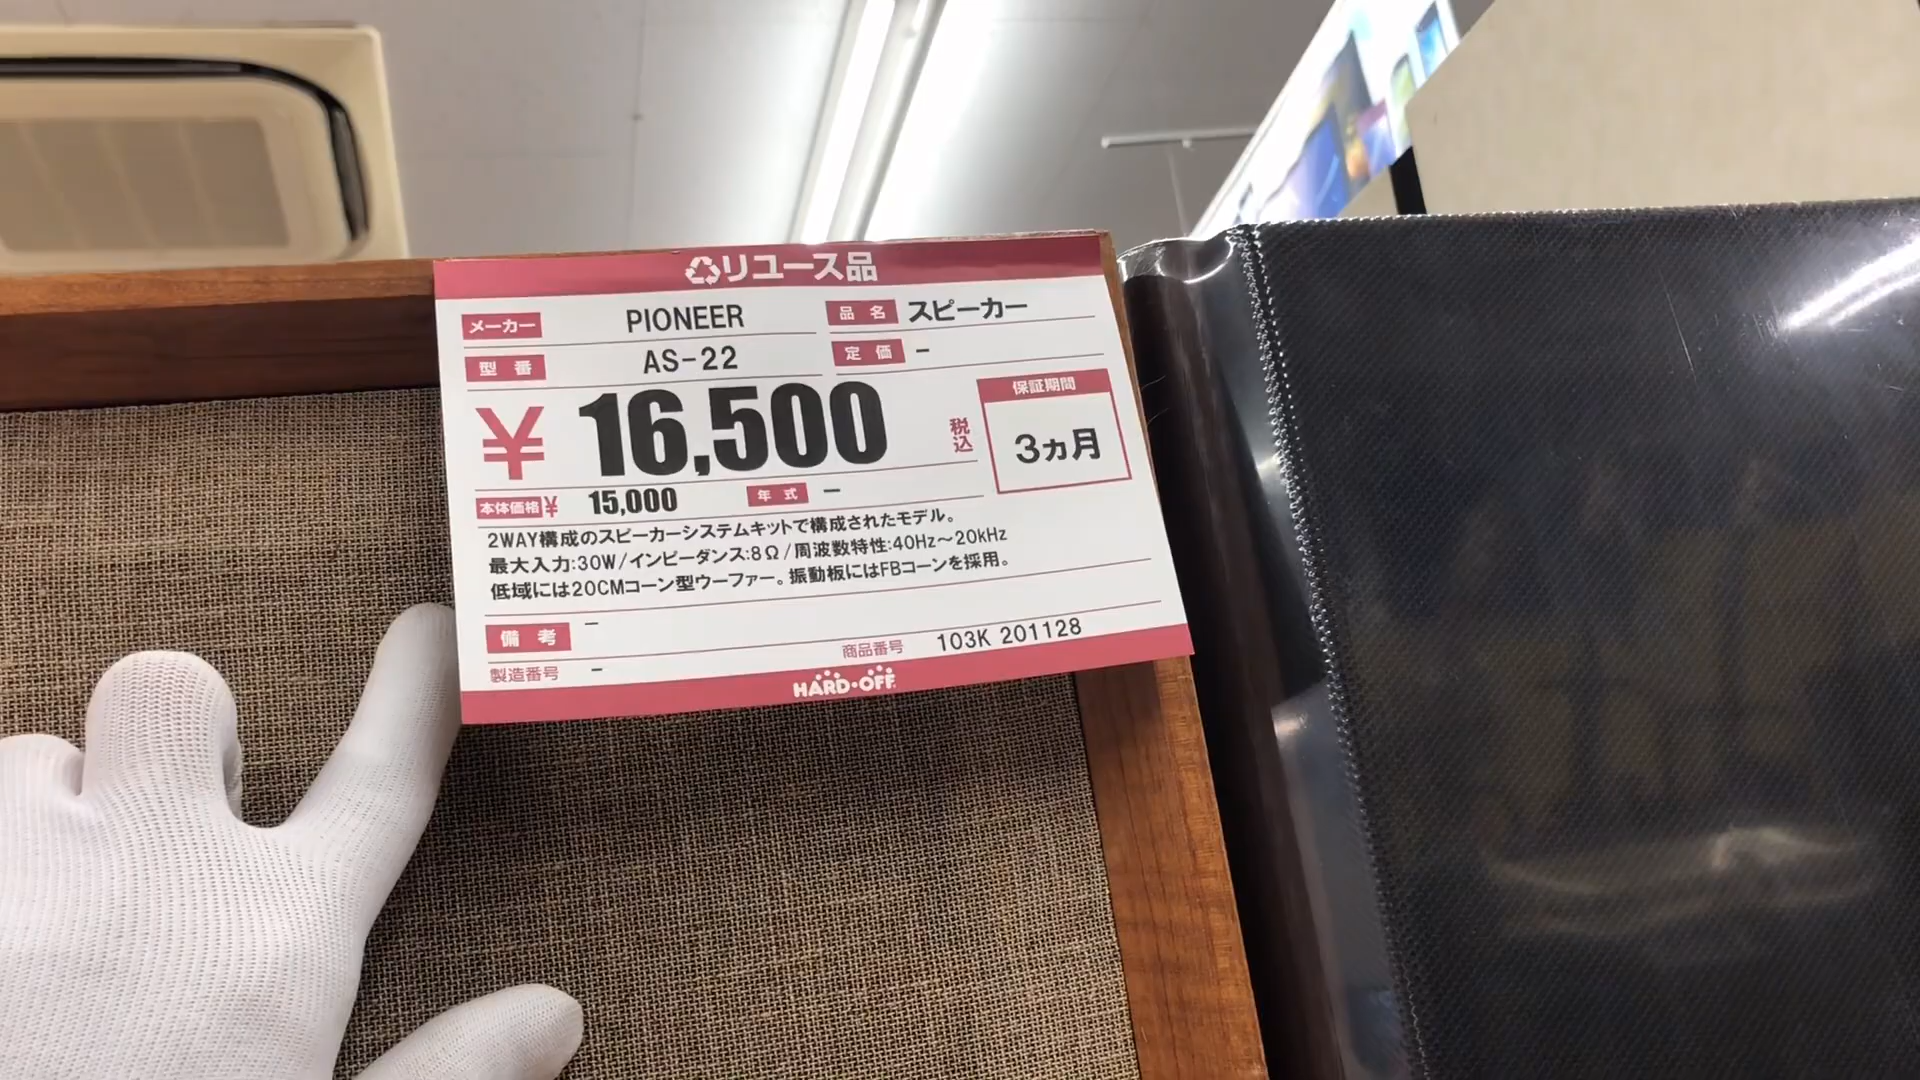 リユース品
メーカー PIONEER 品名 スピーカー
型番 AS-22 定価 -
¥16,500 税込 保証期間 3ヵ月
本体価格¥ 15,000 年式 -
2WAY構成のスピーカーシステムキットで構成されたモデル。
最大入力:30W/インピーダンス:8Ω/周波数特性:40Hz～20kHz
低域には20CMコーン型ウーファー。振動板にはFBコーンを採用。
備考 -
製造番号 - 商品番号 103K 201128
HARD・OFF